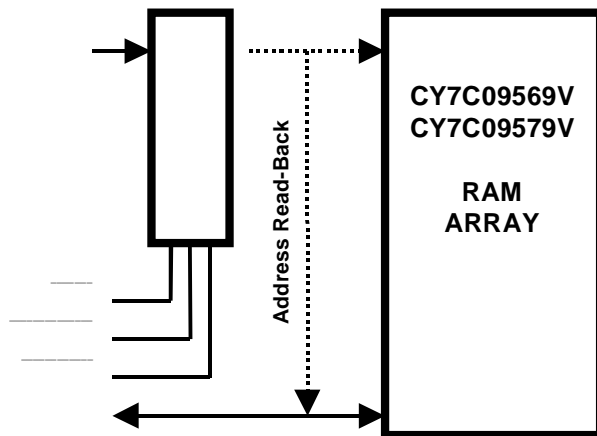 CY7C09569V
CY7C09579V
RAM
ARRAY
Address Read-Back